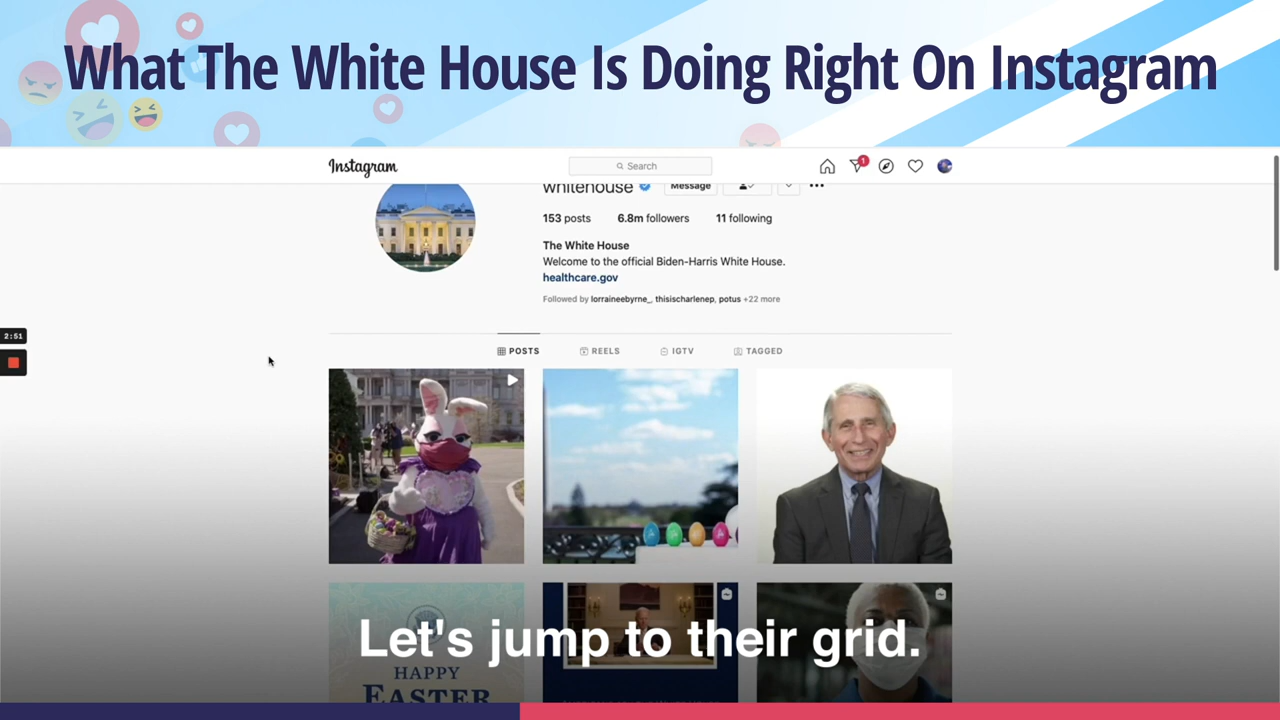 What The White House Is Doing Right On Instagram
Instagram
Search
1
whitehouse
Message
153 posts 6.8m followers 11 following
The White House
Welcome to the official Biden-Harris White House.
healthcare.gov
Followed by lorraineebyrne_, thisischarlenep, potus +22 more
2:51
POSTS REELS IGTV TAGGED
Let's jump to their grid.
HAPPY
EASTER